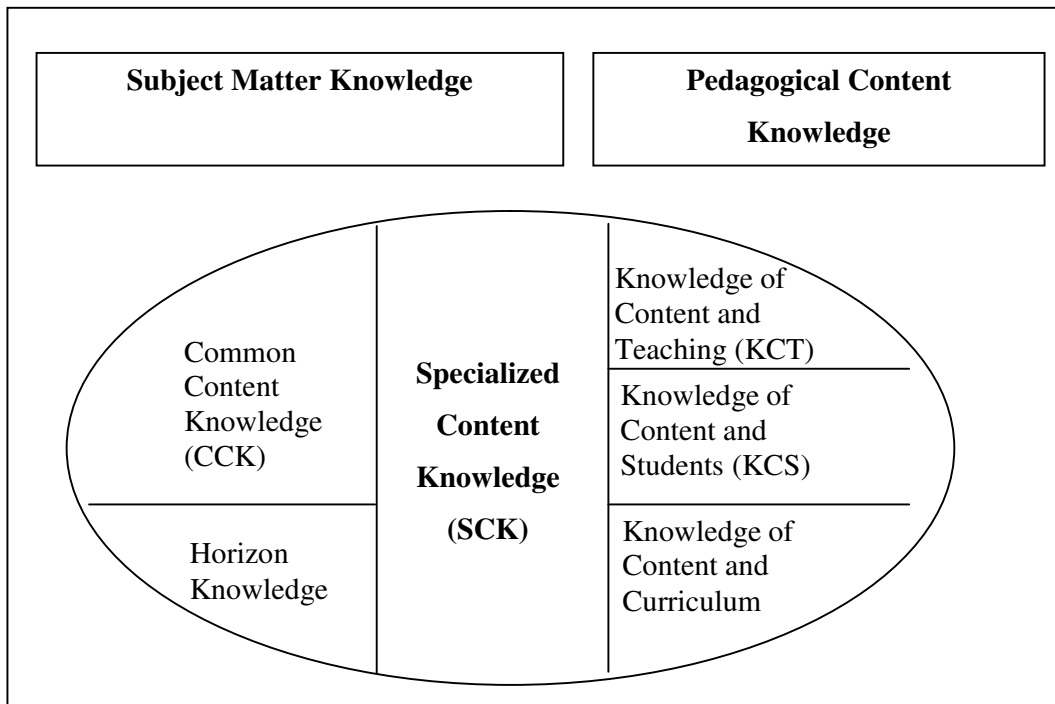 Subject Matter Knowledge
Pedagogical Content
Knowledge
Common
Content
Knowledge
(CCK)
Horizon
Knowledge
Specialized
Content
Knowledge
(SCK)
Knowledge of
Content and
Teaching (KCT)
Knowledge of
Content and
Students (KCS)
Knowledge of
Content and
Curriculum